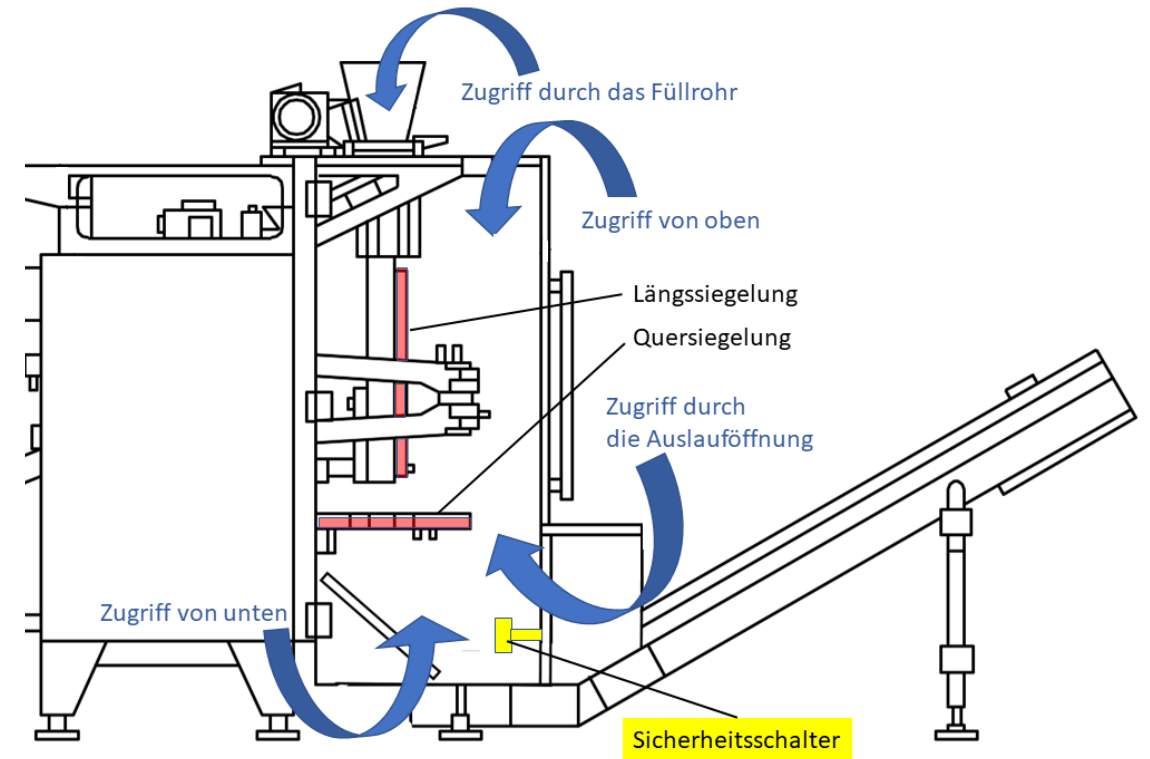 Zugriff durch das Füllrohr
Zugriff von oben
Längssiegelung
Quersiegelung
Zugriff durch
die Auslauföffnung
Zugriff von unten
Sicherheitsschalter